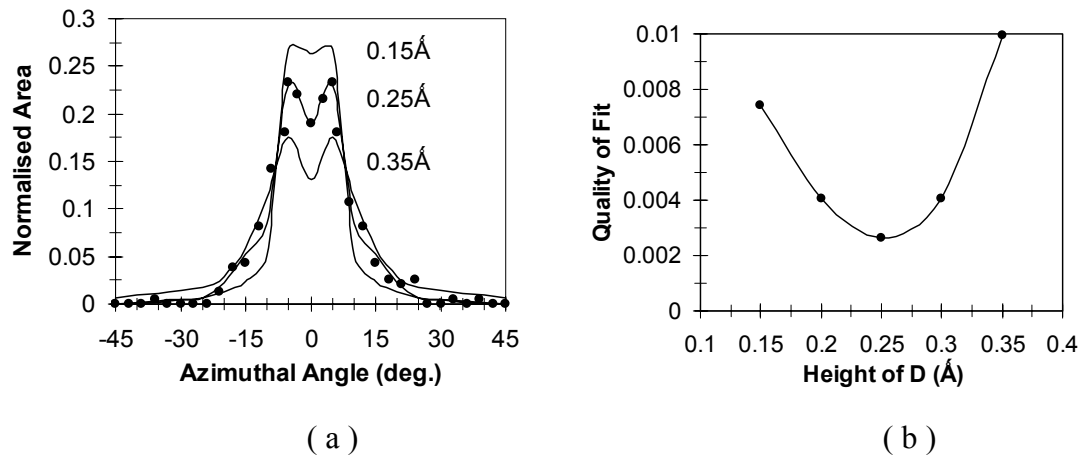 0.3
0.25
0.2
0.15
0.1
0.05
0
Normalised Area
0.15Ǻ
0.25Ǻ
0.35Ǻ
-45 -30 -15 0 15 30 45
Azimuthal Angle (deg.)
( a )
0.01
0.008
0.006
0.004
0.002
0
Quality of Fit
0.1 0.15 0.2 0.25 0.3 0.35 0.4
Height of D (Ǻ)
( b )